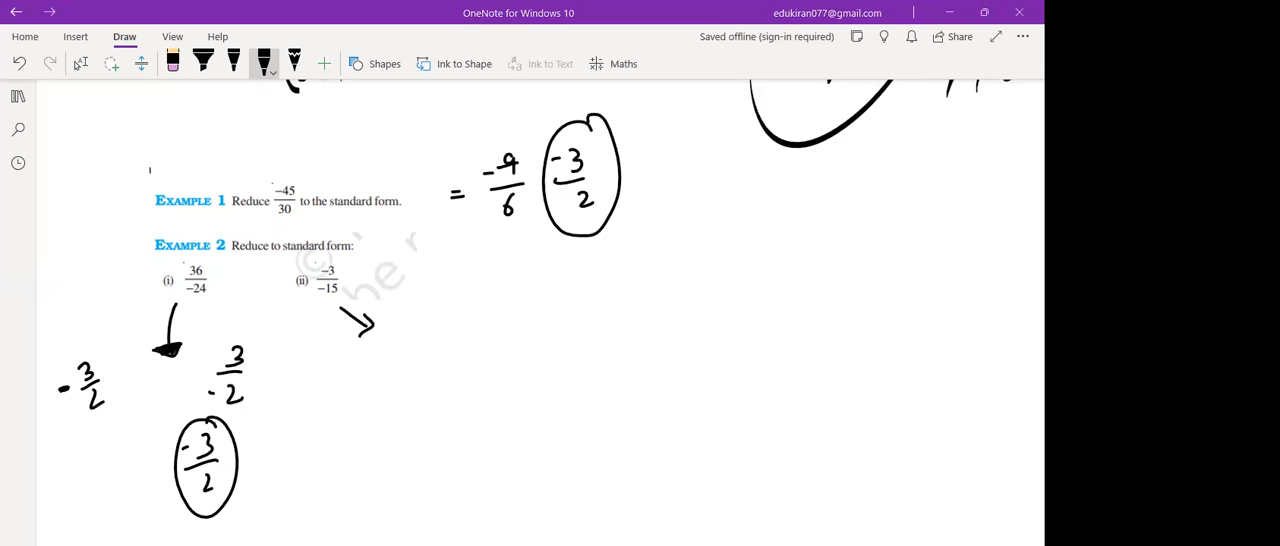 OneNote for Windows 10
edukiran077@gmail.com
Home Insert Draw View Help
Saved offline (sign-in required)
Share
Shapes
Ink to Shape
Ink to Text
Maths
EXAMPLE 1 Reduce -45/30 to the standard form.
= -9/6 -3/2
EXAMPLE 2 Reduce to standard form:
(i) 36/-24 (ii) -3/-15
-3/2 3/-2
-3/2